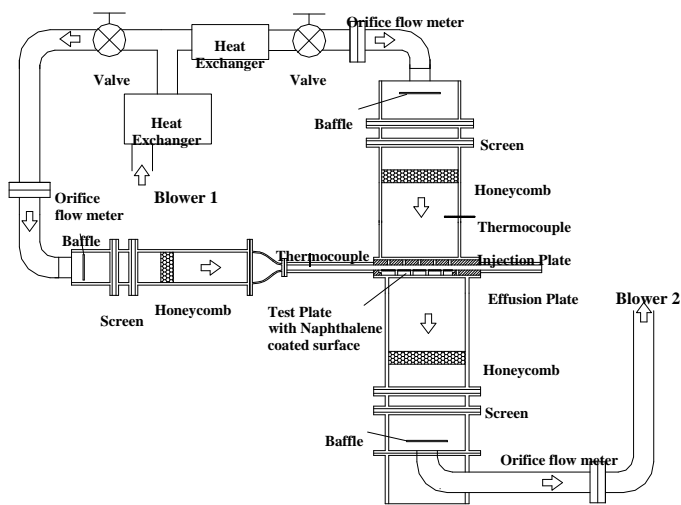 Orifice flow meter
Heat
Exchanger
Valve
Valve
Heat
Exchanger
Baffle
Screen
Blower 1
Orifice
flow meter
Honeycomb
Thermocouple
Baffle
Thermocouple
Injection Plate
Screen
Honeycomb
Test Plate
with Naphthalene
coated surface
Effusion Plate
Blower 2
Honeycomb
Screen
Baffle
Orifice flow meter